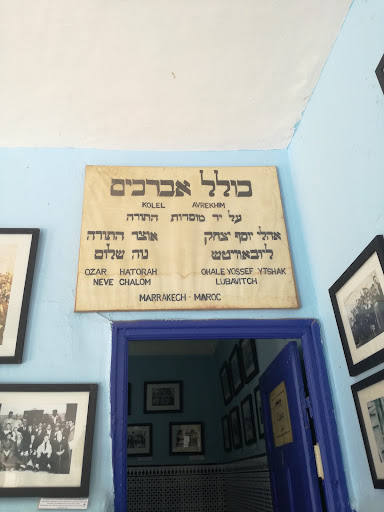 כולל אברכים
KOLEL AVREKHIM
על יד מוסדות התורה
אהלי יוסף יצחק
ליובאוויטש
אוצר התורה
נוה שלום
OZAR HATORAH
NEVE CHALOM
OHALE YOSSEF YTSHAK
LUBAVITCH
MARRAKECH - MAROC